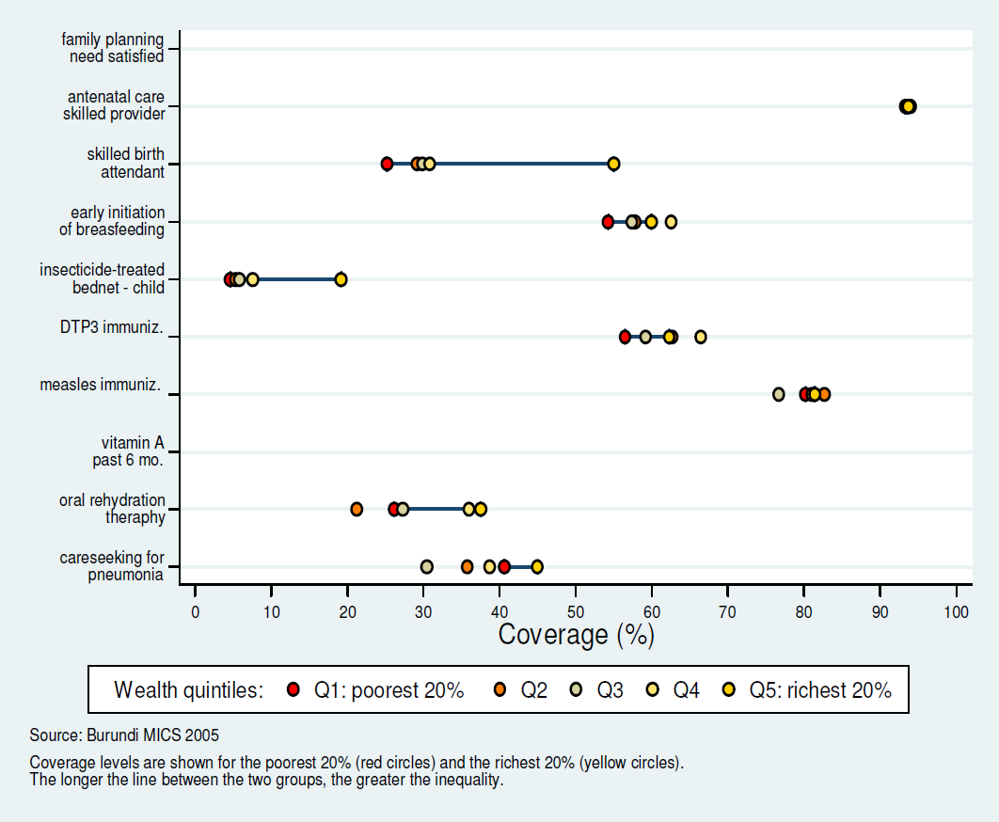 family planning
need satisfied
antenatal care
skilled provider
skilled birth
attendant
early initiation
of breasfeeding
insecticide-treated
bednet - child
DTP3 immuniz.
measles immuniz.
vitamin A
past 6 mo.
oral rehydration
theraphy
careseeking for
pneumonia
0 10 20 30 40 50 60 70 80 90 100
Coverage (%)
Wealth quintiles: Q1: poorest 20% Q2 Q3 Q4 Q5: richest 20%
Source: Burundi MICS 2005
Coverage levels are shown for the poorest 20% (red circles) and the richest 20% (yellow circles).
The longer the line between the two groups, the greater the inequality.